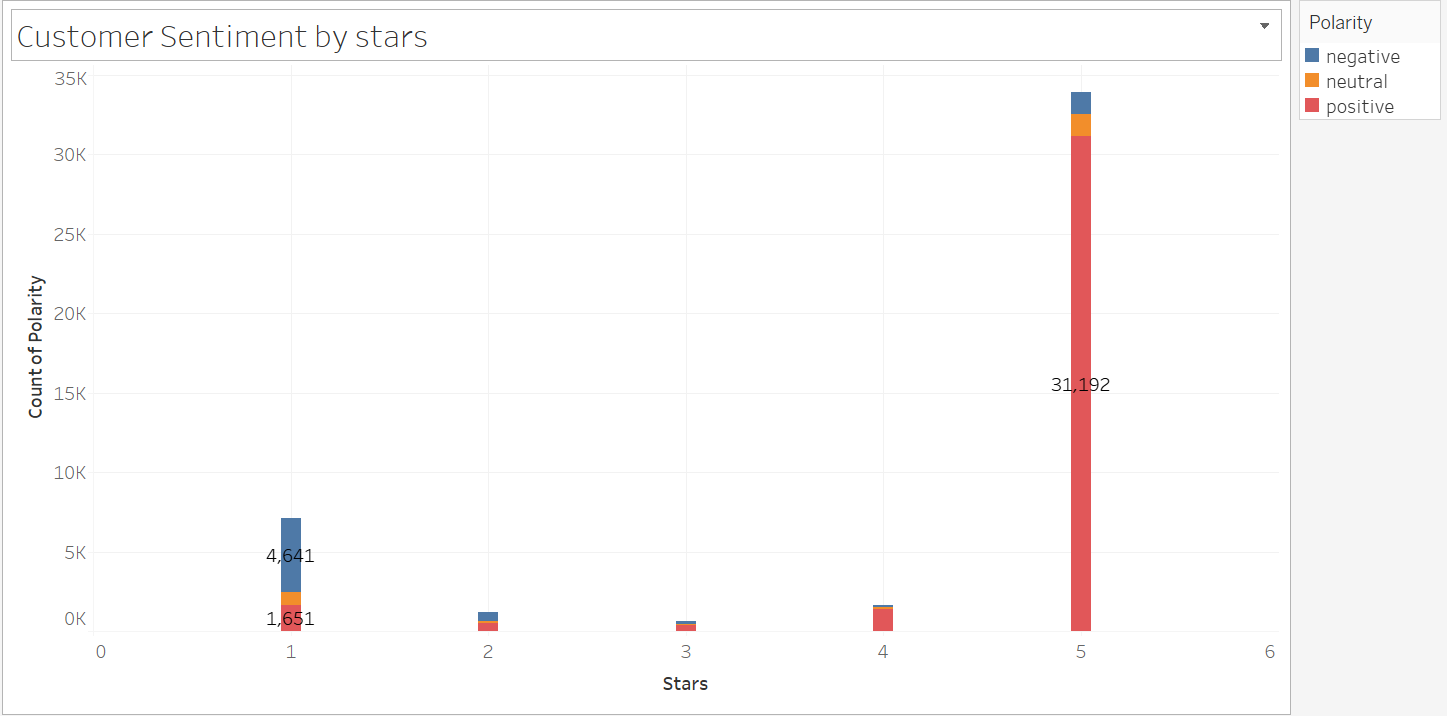 Customer Sentiment by stars
Polarity
negative
neutral
positive
35K
30K
25K
20K
15K
10K
5K
0K
Count of Polarity
31,192
4,641
1,651
0 1 2 3 4 5 6
Stars